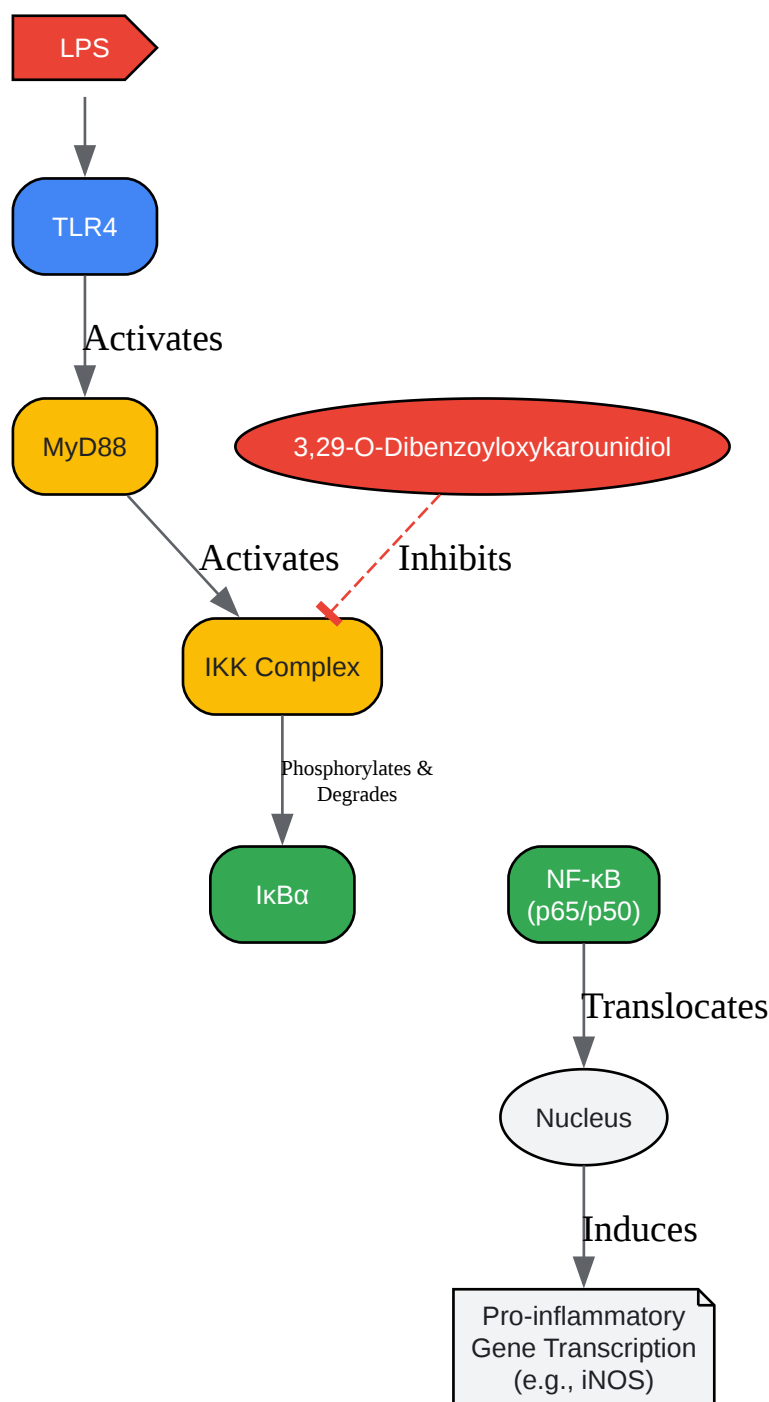 LPS
TLR4
Activates
MyD88
3,29-O-Dibenzoyloxykarounidiol
Activates
Inhibits
IKK Complex
Phosphorylates &
Degrades
IκBα
NF-κB
(p65/p50)
Translocates
Nucleus
Induces
Pro-inflammatory
Gene Transcription
(e.g., iNOS)